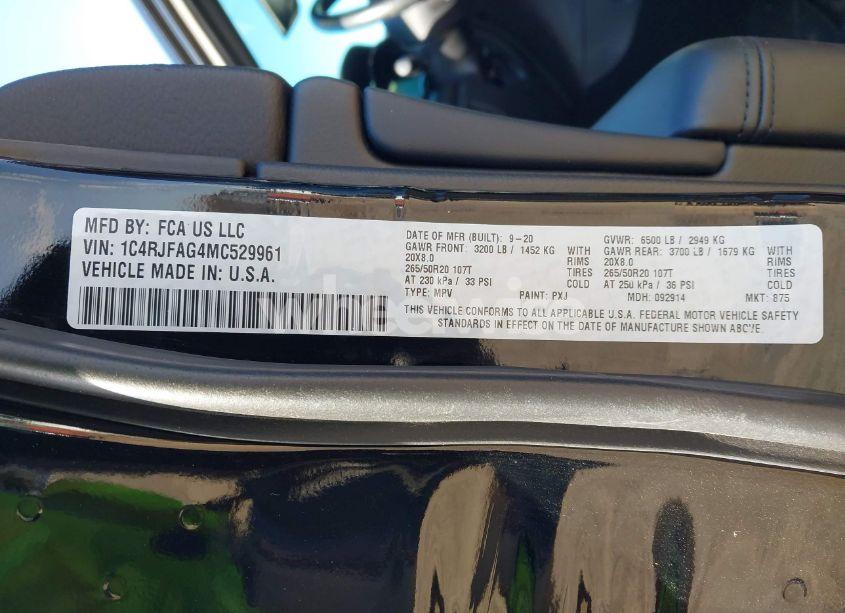 MFD BY: FCA US LLC
VIN: 1C4RJFAG4MC529961
VEHICLE MADE IN: U.S.A.
DATE OF MFR (BUILT): 9-20 GVWR: 6500 LB / 2949 KG
GAWR FRONT: 3200 LB / 1452 KG WITH GAWR REAR: 3700 LB / 1679 KG WITH
20X8.0 RIMS 20X8.0 RIMS
265/50R20 107T TIRES 265/50R20 107T TIRES
AT 230 kPa / 33 PSI COLD AT 250 kPa / 36 PSI COLD
TYPE: MPV PAINT: PXJ MDH: 092914 MKT: 875
THIS VEHICLE CONFORMS TO ALL APPLICABLE U.S.A. FEDERAL MOTOR VEHICLE SAFETY
STANDARDS IN EFFECT ON THE DATE OF MANUFACTURE SHOWN ABOVE.